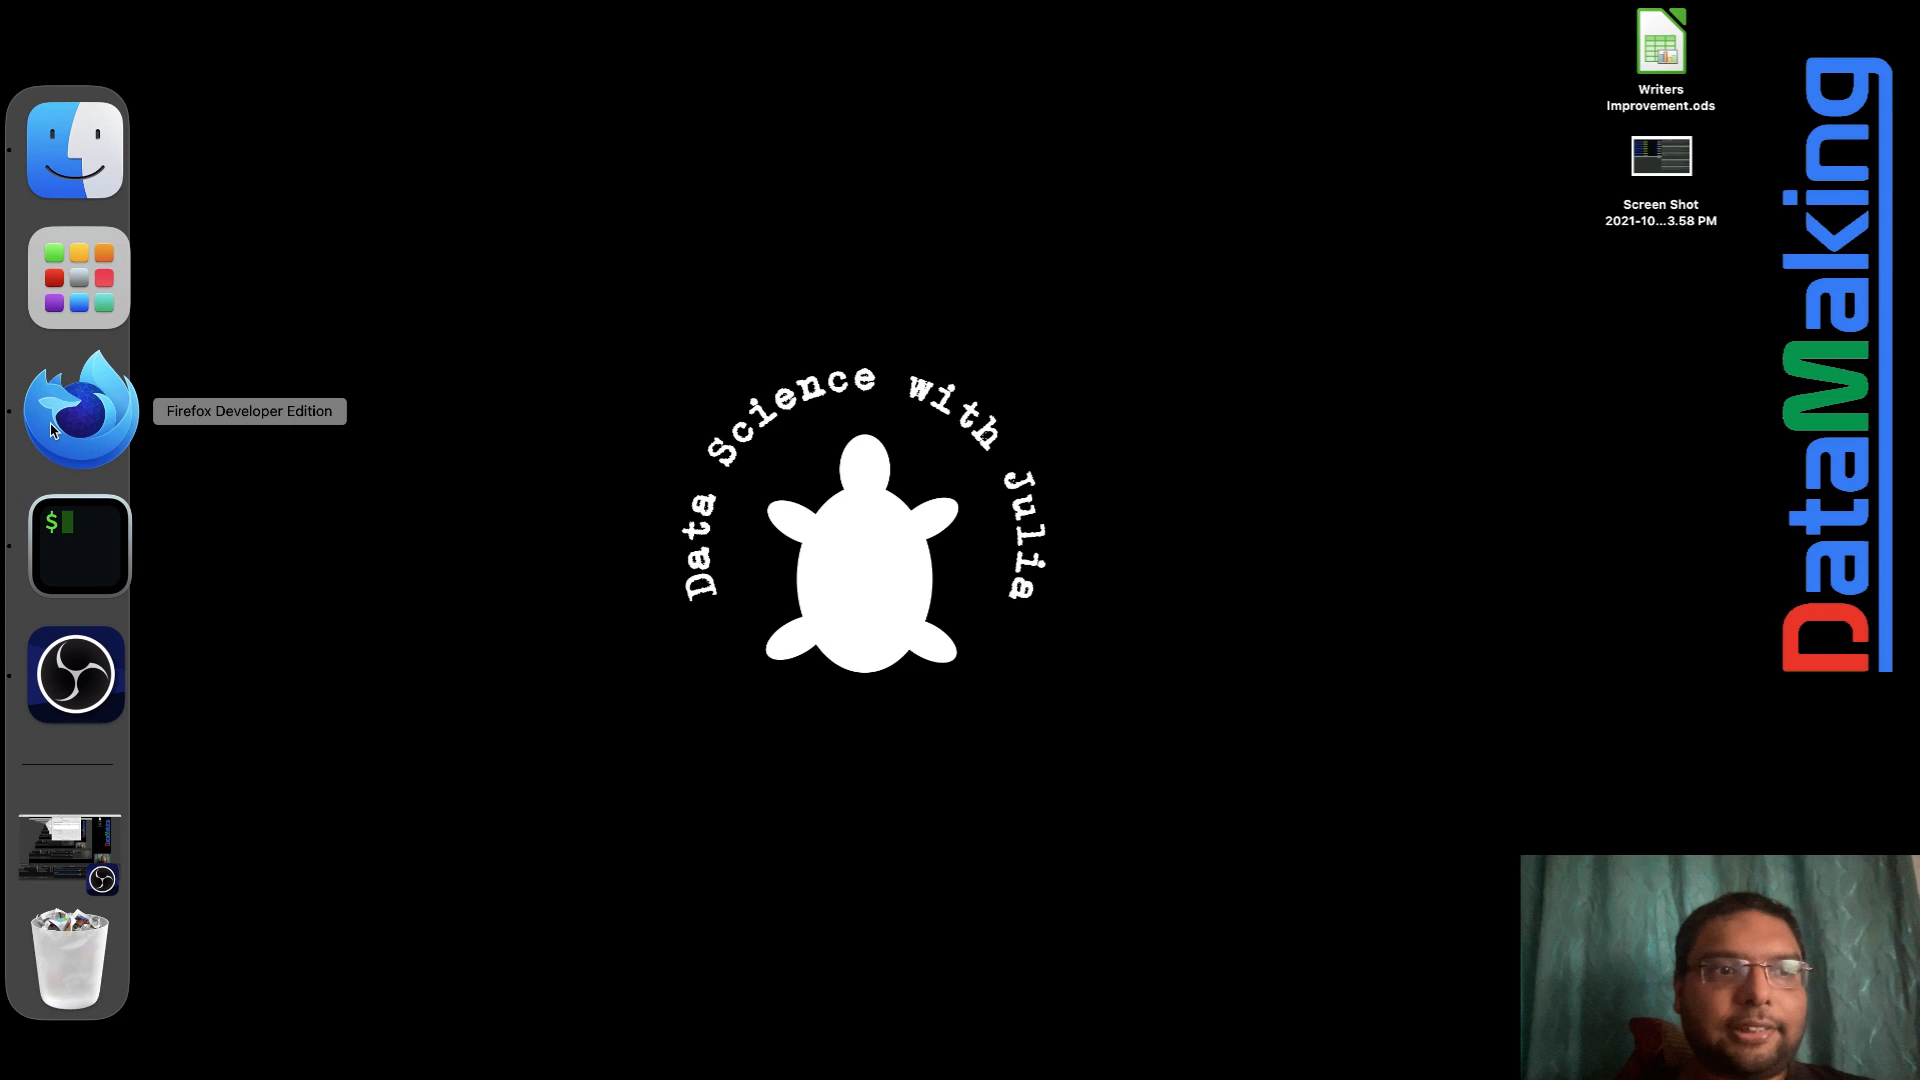 Writers
Improvement.ods
Screen Shot
2021-10...3.58 PM
DataMaking
Firefox Developer Edition
$
Data Science with Julia